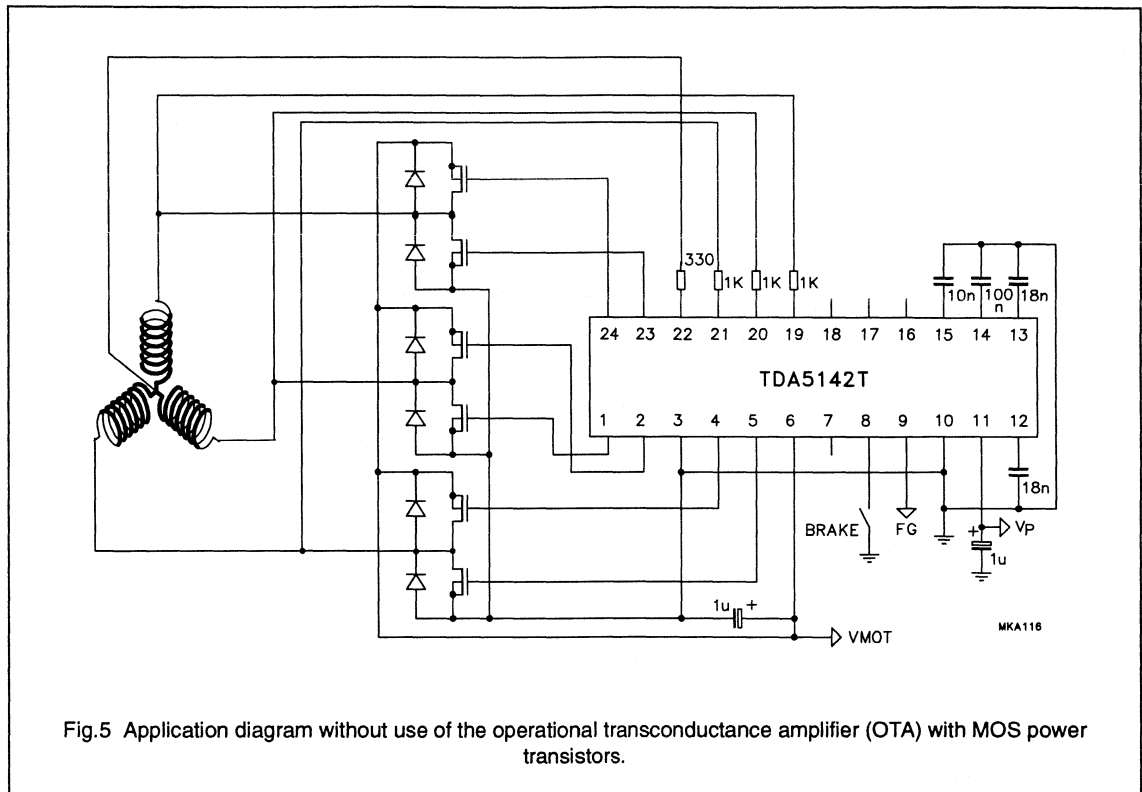 330
1K
1K
1K
10n
100
n
18n
24 23 22 21 20 19 18 17 16 15 14 13
TDA5142T
1 2 3 4 5 6 7 8 9 10 11 12
18n
BRAKE
FG
+
VP
1u
1u
+
VMOT
MKA116
Fig.5 Application diagram without use of the operational transconductance amplifier (OTA) with MOS power
transistors.